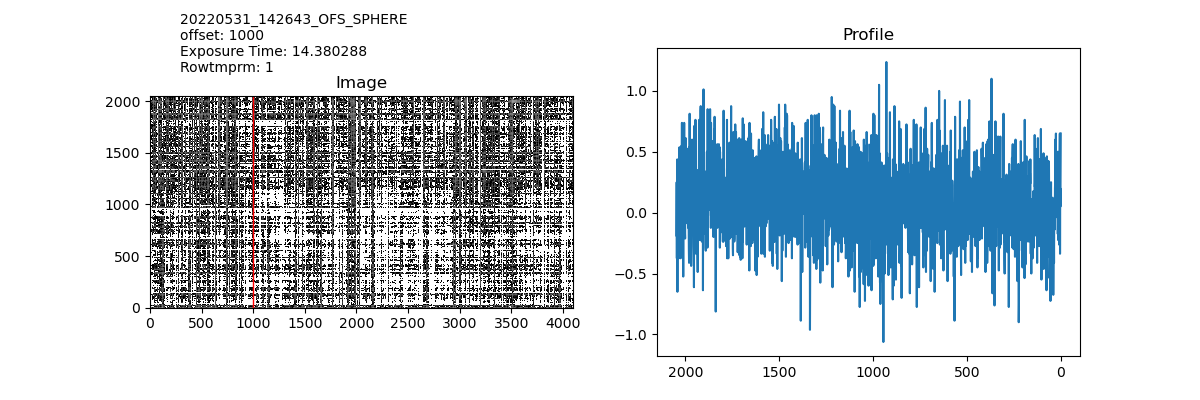 20220531_142643_OFS_SPHERE
offset: 1000
Exposure Time: 14.380288
Rowtmprm: 1
Image
2000
1500
1000
500
0
0 500 1000 1500 2000 2500 3000 3500 4000
Profile
1.0
0.5
0.0
−0.5
−1.0
2000 1500 1000 500 0